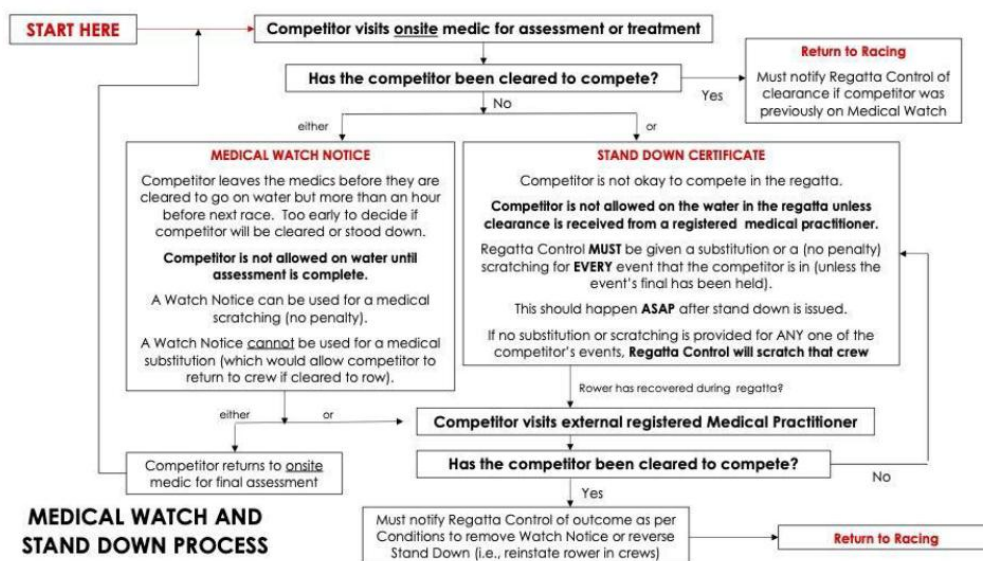 START HERE
Competitor visits onsite medic for assessment or treatment
Has the competitor been cleared to compete?
Yes
No
Return to Racing
Must notify Regatta Control of
clearance if competitor was
previously on Medical Watch
either
or
MEDICAL WATCH NOTICE
Competitor leaves the medics before they are
cleared to go on water but more than an hour
before next race. Too early to decide if
competitor will be cleared or stood down.
Competitor is not allowed on water until
assessment is complete.
A Watch Notice can be used for a medical
scratching (no penalty).
A Watch Notice cannot be used for a medical
substitution (which would allow competitor to
return to crew if cleared to row).
STAND DOWN CERTIFICATE
Competitor is not okay to compete in the regatta.
Competitor is not allowed on the water in the regatta unless
clearance is received from a registered medical practitioner.
Regatta Control MUST be given a substitution or a (no penalty)
scratching for EVERY event that the competitor is in (unless the
event's final has been held).
This should happen ASAP after stand down is issued.
If no substitution or scratching is provided for ANY one of the
competitor's events, Regatta Control will scratch that crew
Rower has recovered during regatta?
either
or
Competitor visits external registered Medical Practitioner
Competitor returns to onsite
medic for final assessment
Has the competitor been cleared to compete?
No
Yes
MEDICAL WATCH AND
STAND DOWN PROCESS
Must notify Regatta Control of outcome as per
Conditions to remove Watch Notice or reverse
Stand Down (i.e., reinstate rower in crews)
Return to Racing